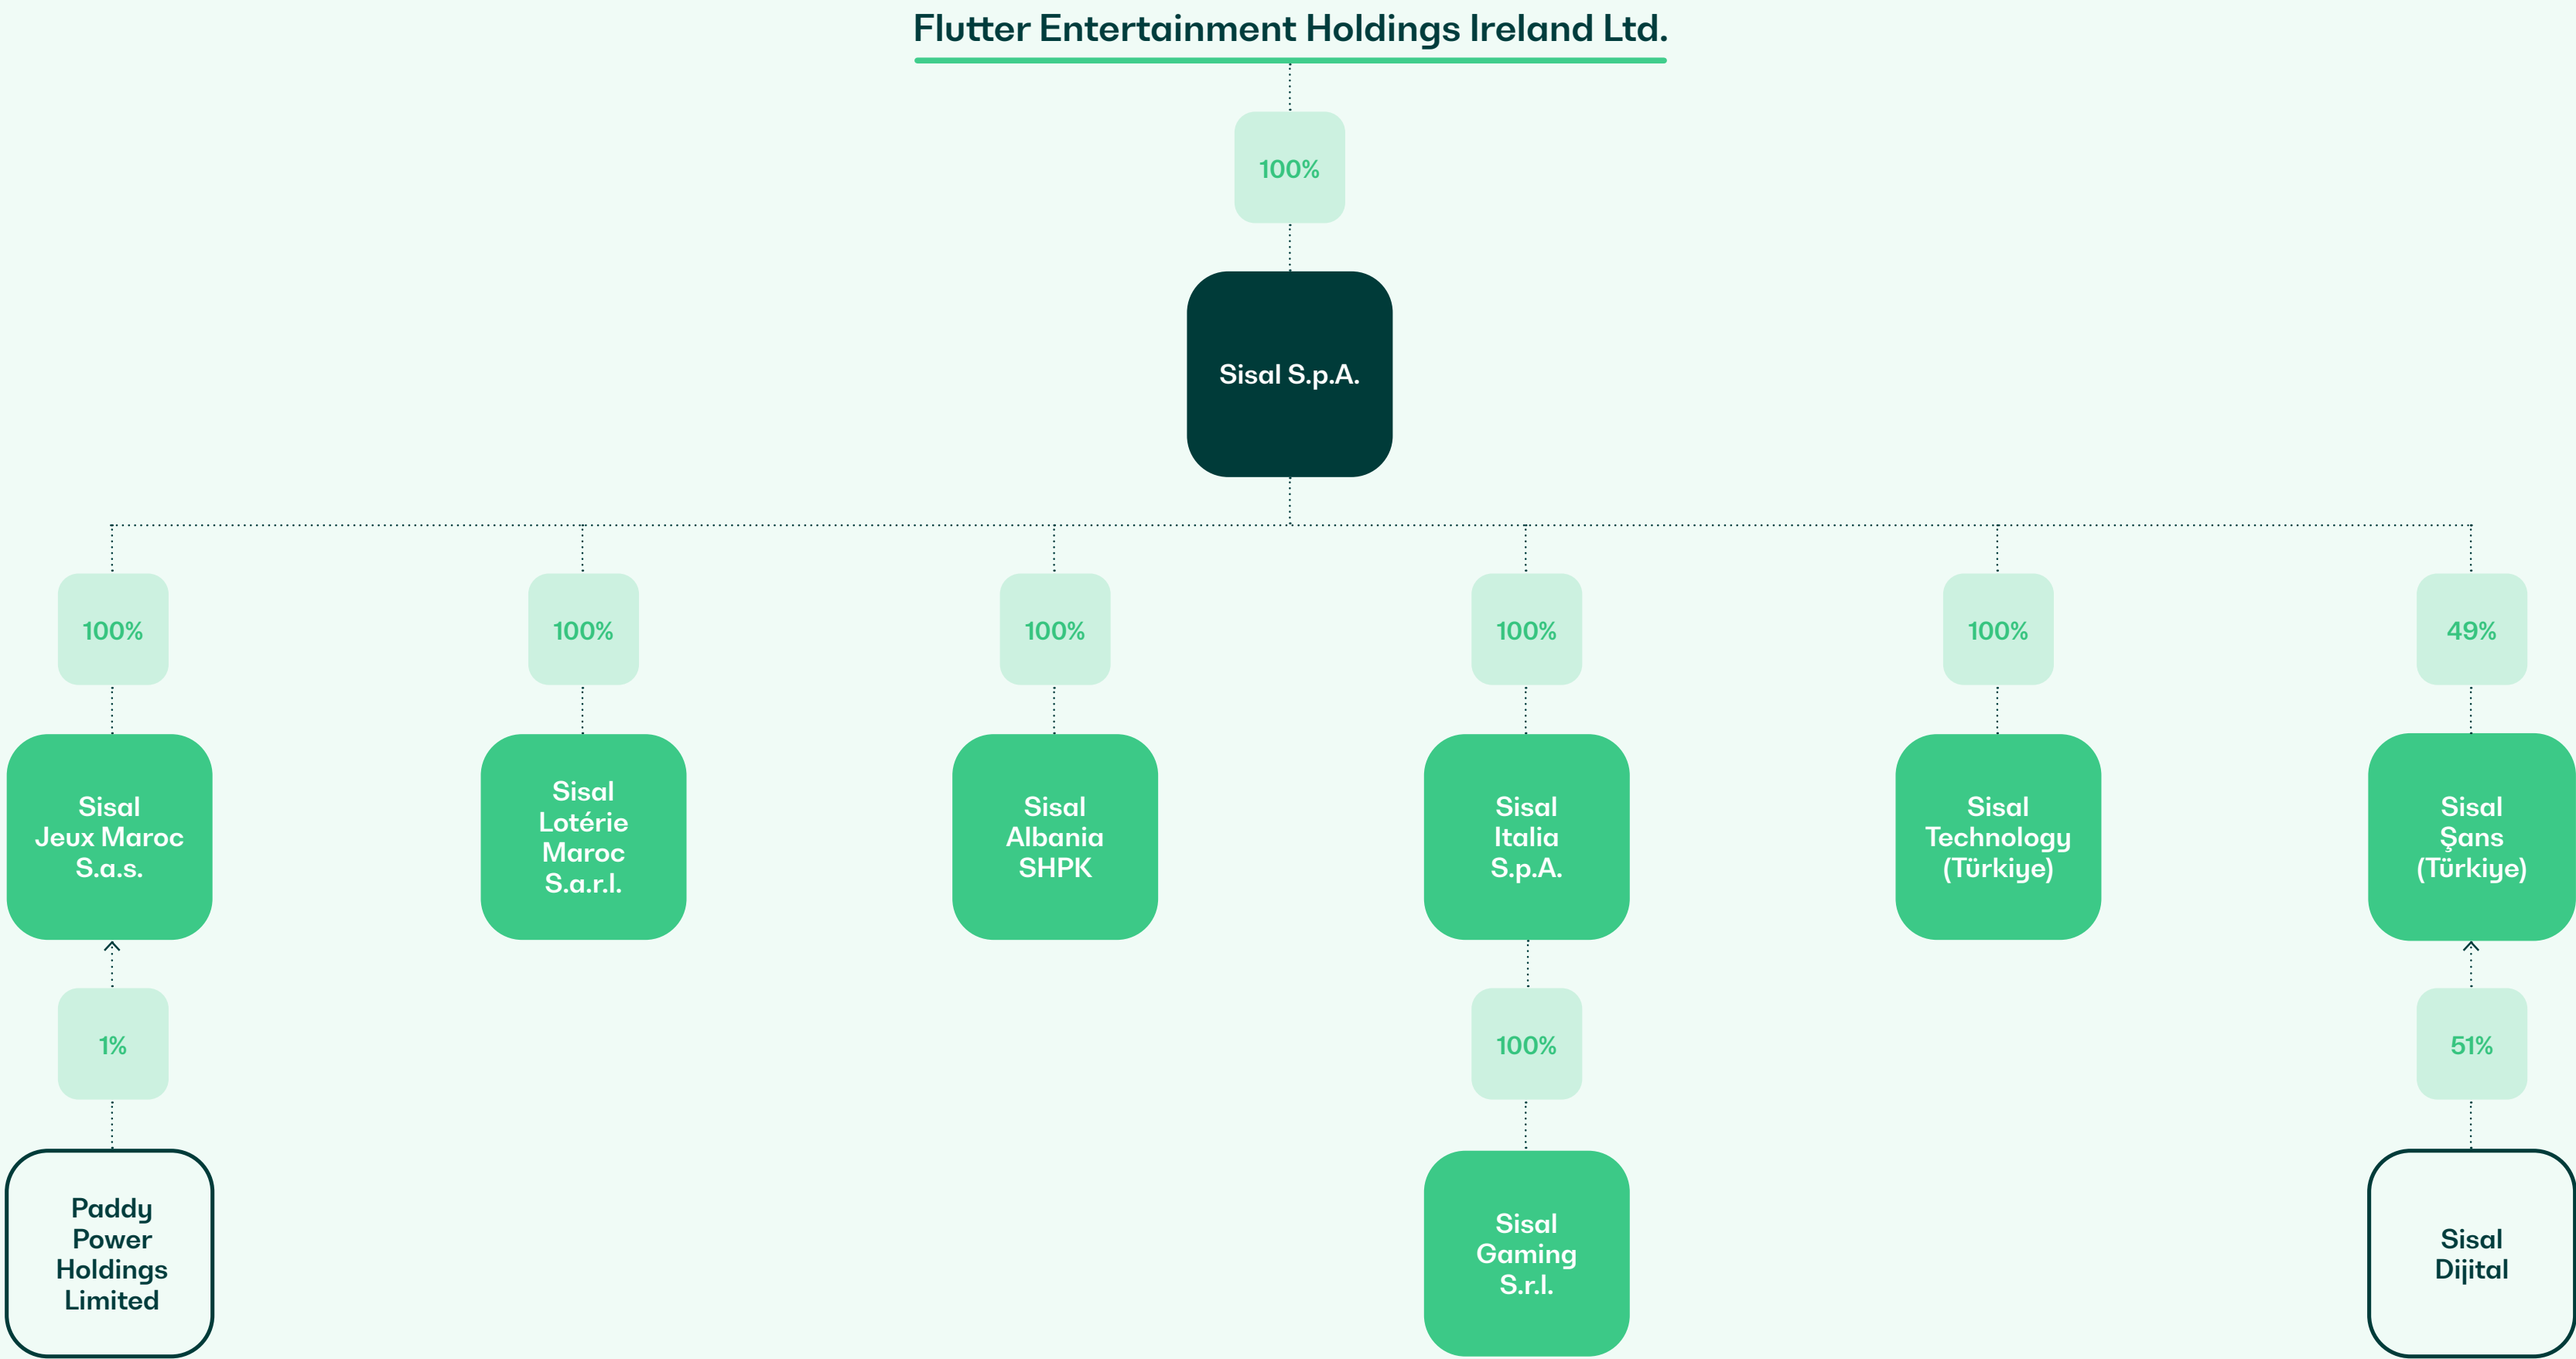 Flutter Entertainment Holdings Ireland Ltd.
100%
Sisal S.p.A.
100%
100%
100%
100%
100%
49%
Sisal
Jeux Maroc
S.a.s.
Sisal
Lotérie
Maroc
S.a.r.l.
Sisal
Albania
SHPK
Sisal
Italia
S.p.A.
Sisal
Technology
(Türkiye)
Sisal
Şans
(Türkiye)
1%
100%
51%
Paddy
Power
Holdings
Limited
Sisal
Gaming
S.r.l.
Sisal
Dijital